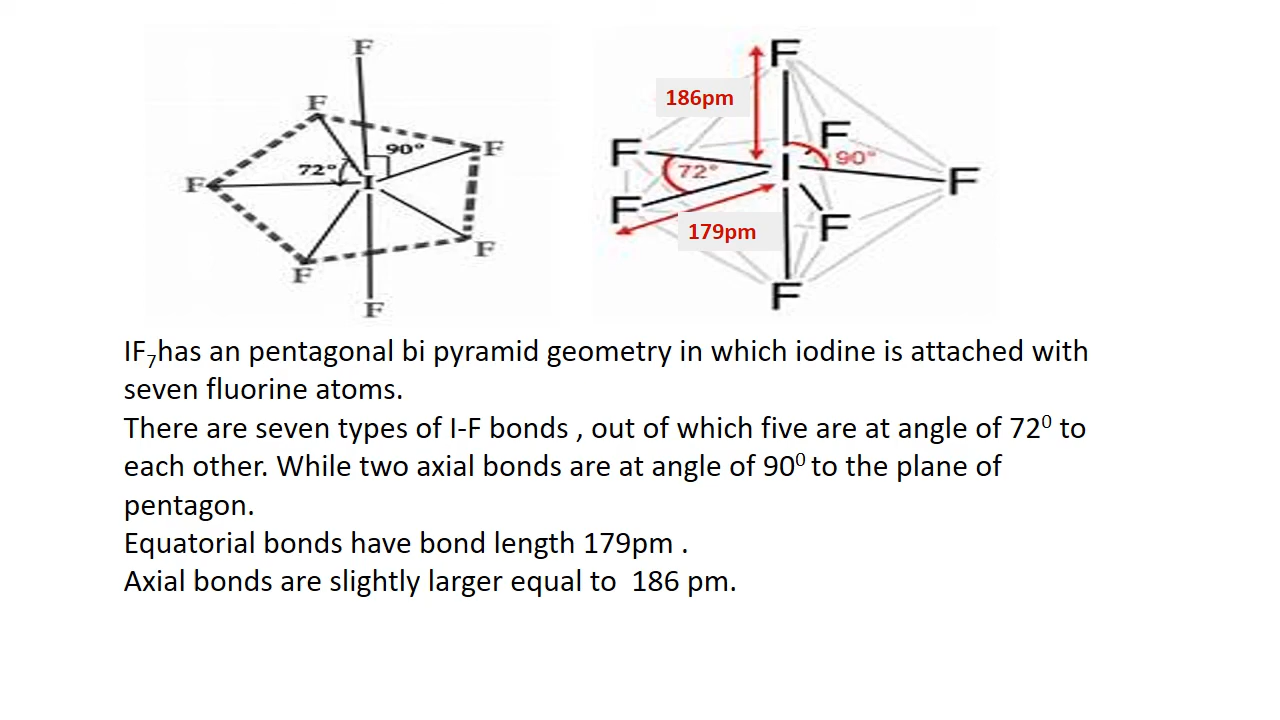 F
F
90°
F
72°
F
I
F
F
F
F
186pm
F
F
90°
I
72°
F
F
F
179pm
F
IF₇has an pentagonal bi pyramid geometry in which iodine is attached with
seven fluorine atoms.
There are seven types of I-F bonds , out of which five are at angle of 72⁰ to
each other. While two axial bonds are at angle of 90⁰ to the plane of
pentagon.
Equatorial bonds have bond length 179pm .
Axial bonds are slightly larger equal to 186 pm.